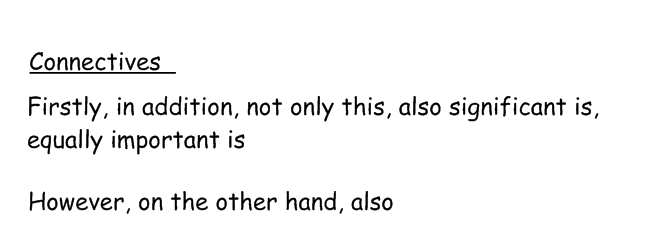 Connectives
Firstly, in addition, not only this, also significant is,
equally important is
However, on the other hand, also